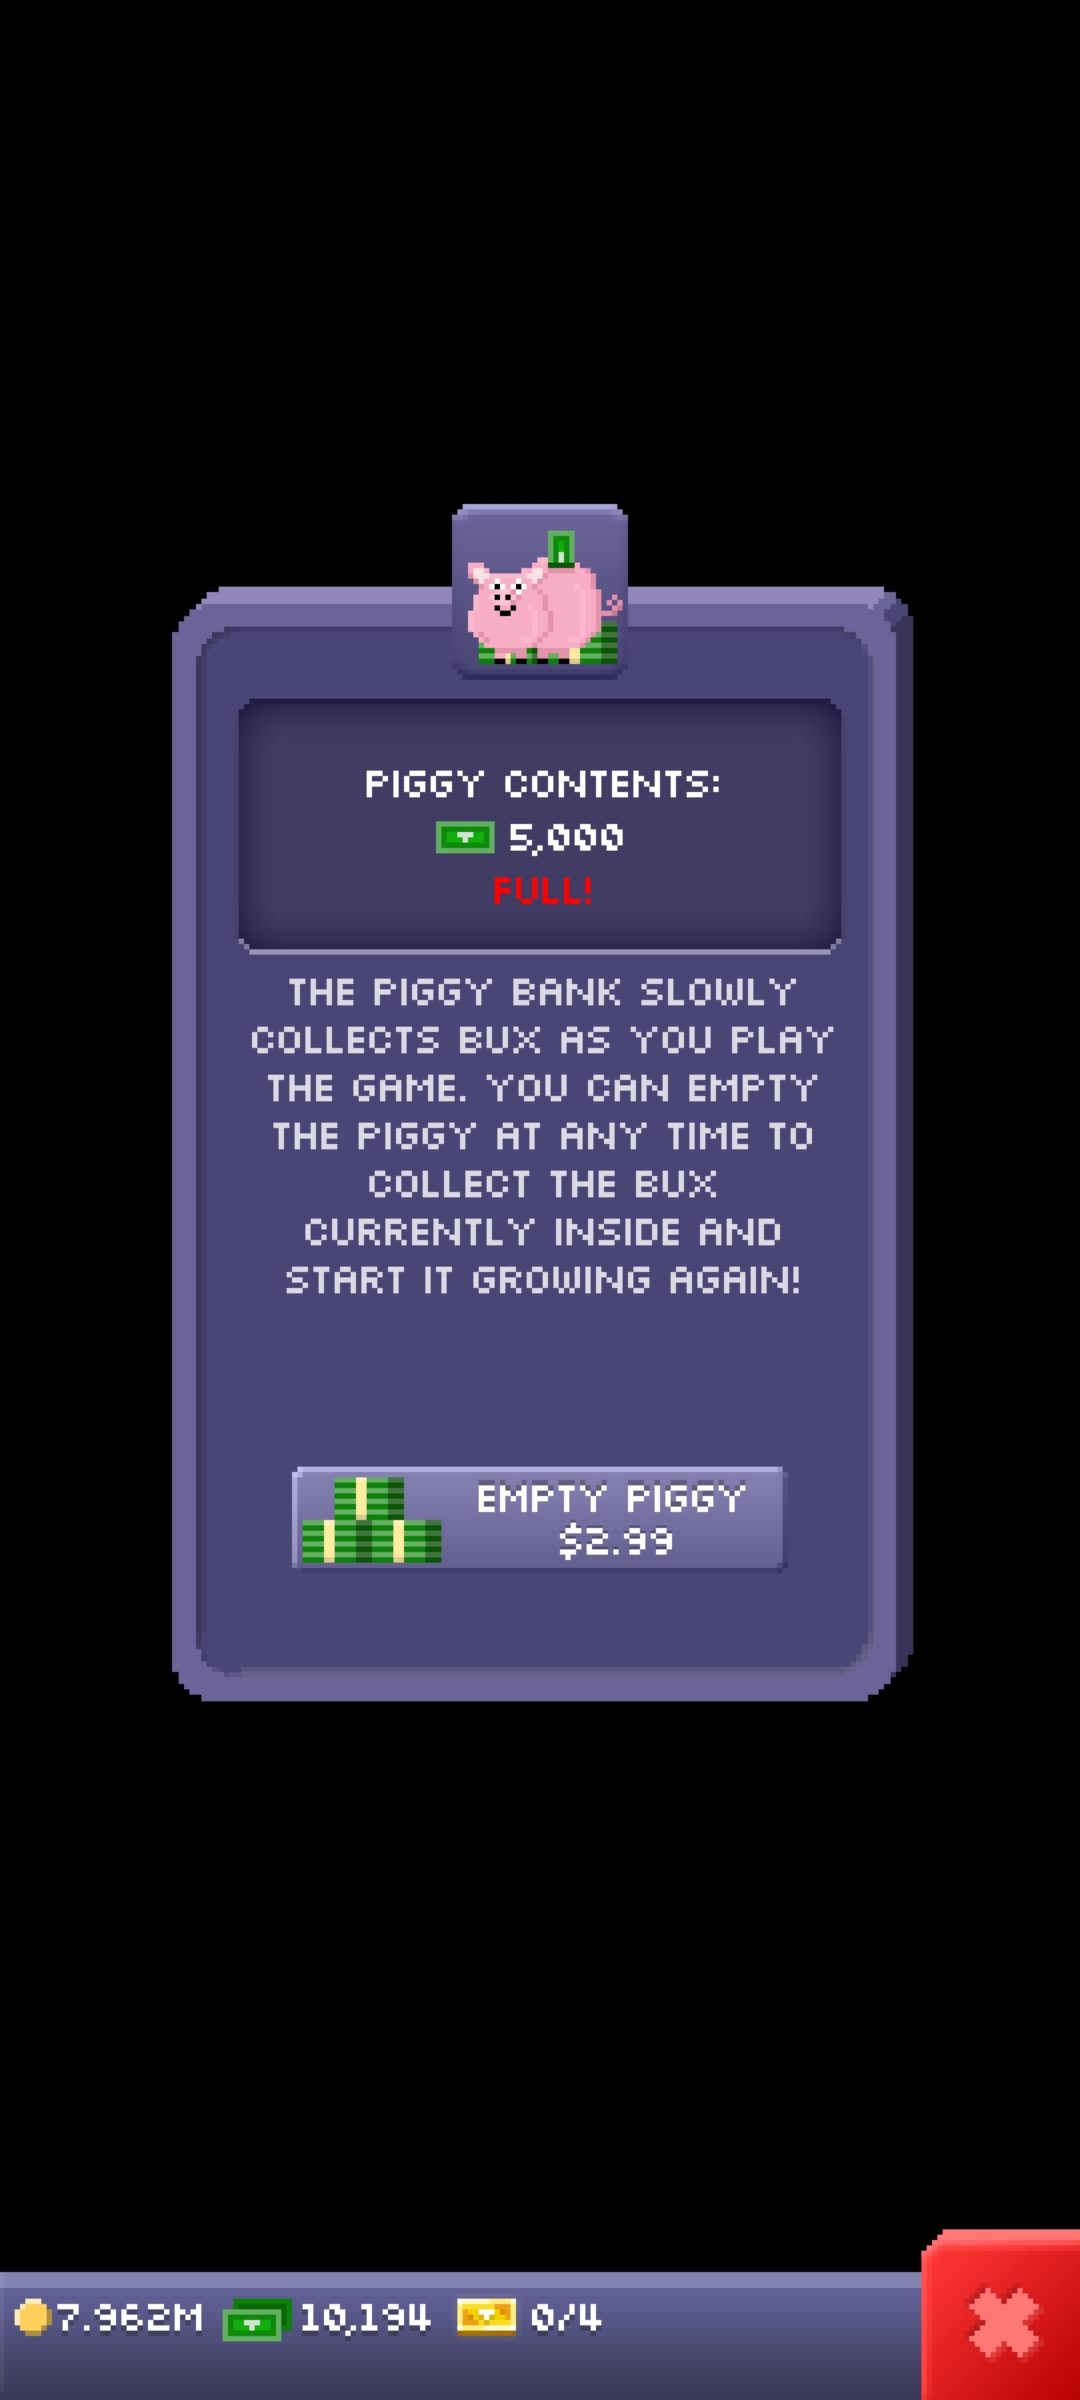 PIGGY CONTENTS:
5,000
FULL!
THE PIGGY BANK SLOWLY
COLLECTS BUX AS YOU PLAY
THE GAME. YOU CAN EMPTY
THE PIGGY AT ANY TIME TO
COLLECT THE BUX
CURRENTLY INSIDE AND
START IT GROWING AGAIN!
EMPTY PIGGY
$2.99
7.962M 10,194 0/4